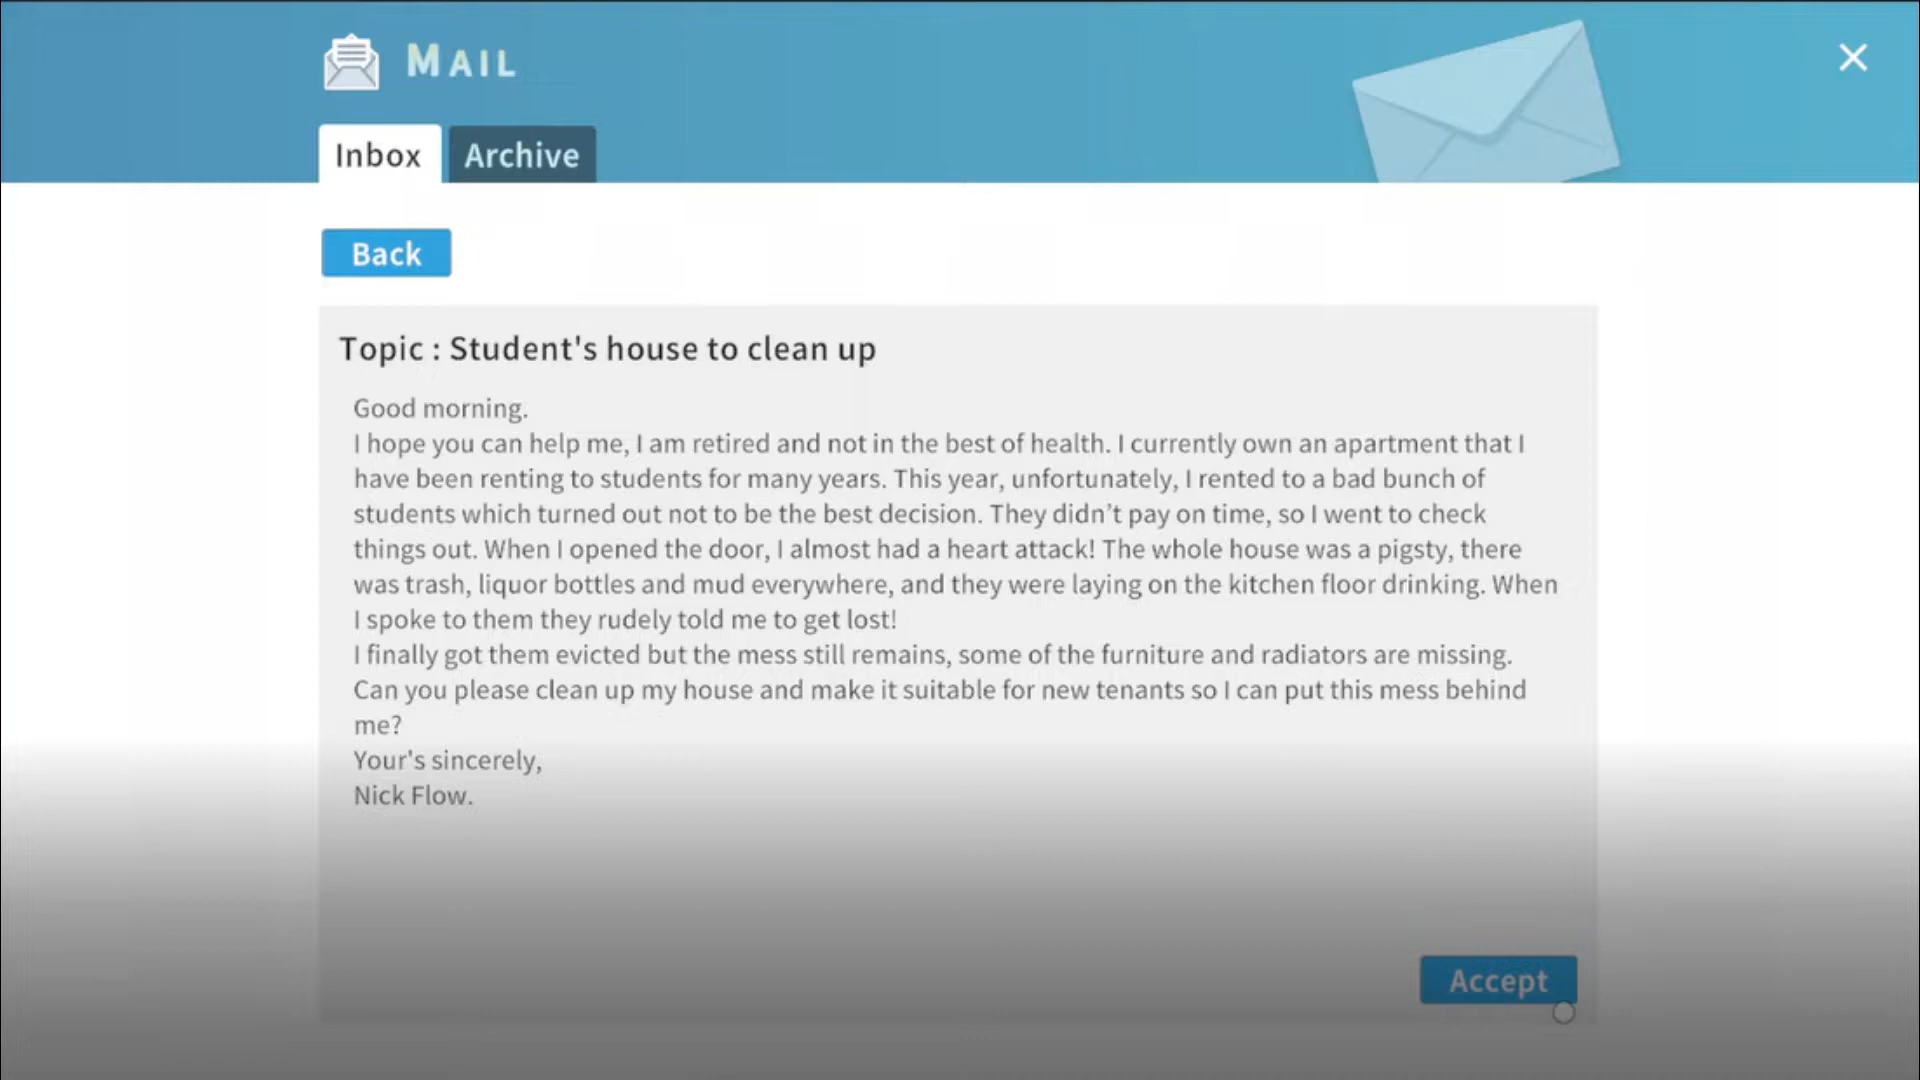 MAIL
Inbox Archive
Back
Topic : Student's house to clean up
Good morning.
I hope you can help me, I am retired and not in the best of health. I currently own an apartment that I
have been renting to students for many years. This year, unfortunately, I rented to a bad bunch of
students which turned out not to be the best decision. They didn’t pay on time, so I went to check
things out. When I opened the door, I almost had a heart attack! The whole house was a pigsty, there
was trash, liquor bottles and mud everywhere, and they were laying on the kitchen floor drinking. When
I spoke to them they rudely told me to get lost!
I finally got them evicted but the mess still remains, some of the furniture and radiators are missing.
Can you please clean up my house and make it suitable for new tenants so I can put this mess behind
me?
Your's sincerely,
Nick Flow.
Accept